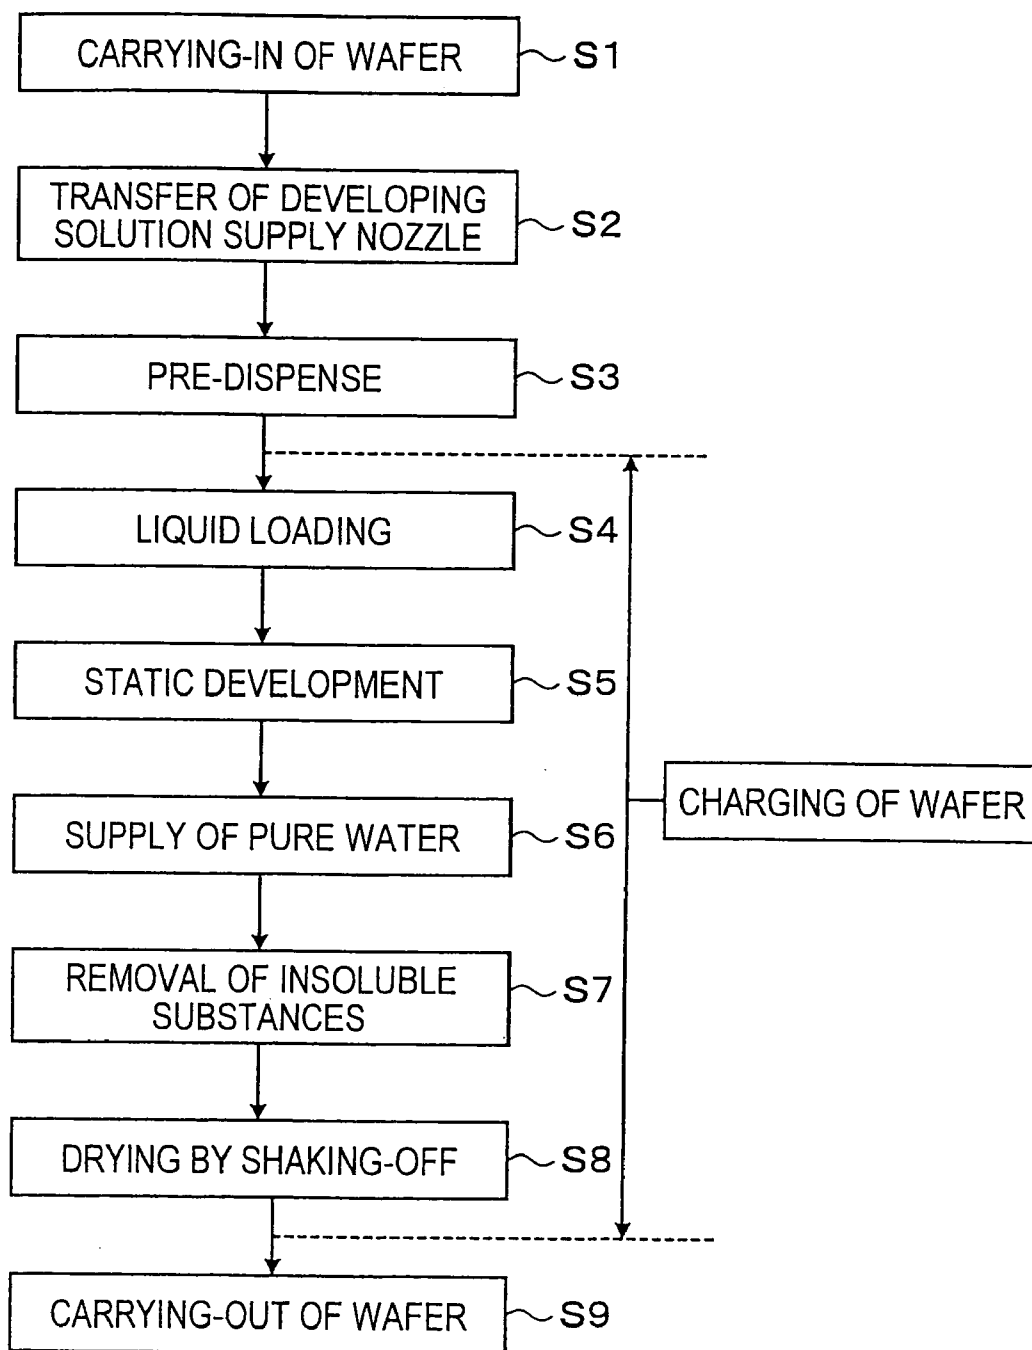 CARRYING-IN OF WAFER S1
TRANSFER OF DEVELOPING
SOLUTION SUPPLY NOZZLE S2
PRE-DISPENSE S3
LIQUID LOADING S4
STATIC DEVELOPMENT S5
SUPPLY OF PURE WATER S6
CHARGING OF WAFER
REMOVAL OF INSOLUBLE
SUBSTANCES S7
DRYING BY SHAKING-OFF S8
CARRYING-OUT OF WAFER S9